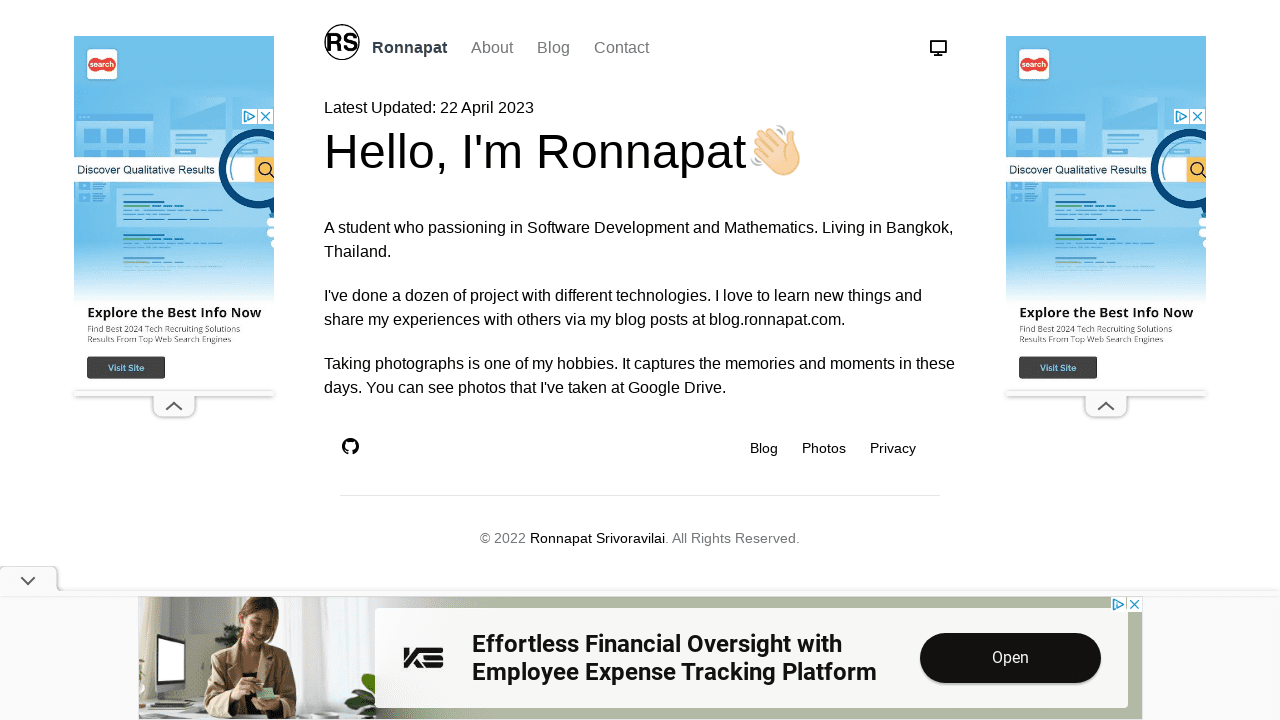 RS
Ronnapat
About
Blog
Contact
Latest Updated: 22 April 2023
Hello, I'm Ronnapat👋🏻
A student who passioning in Software Development and Mathematics. Living in Bangkok,
Thailand.
I've done a dozen of project with different technologies. I love to learn new things and
share my experiences with others via my blog posts at blog.ronnapat.com.
Taking photographs is one of my hobbies. It captures the memories and moments in these
days. You can see photos that I've taken at Google Drive.
Blog
Photos
Privacy
© 2022 Ronnapat Srivoravilai. All Rights Reserved.
search
Discover Qualitative Results
Explore the Best Info Now
Find Best 2024 Tech Recruiting Solutions
Results From Top Web Search Engines
Visit Site
search
Discover Qualitative Results
Explore the Best Info Now
Find Best 2024 Tech Recruiting Solutions
Results From Top Web Search Engines
Visit Site
Effortless Financial Oversight with
Employee Expense Tracking Platform
Open